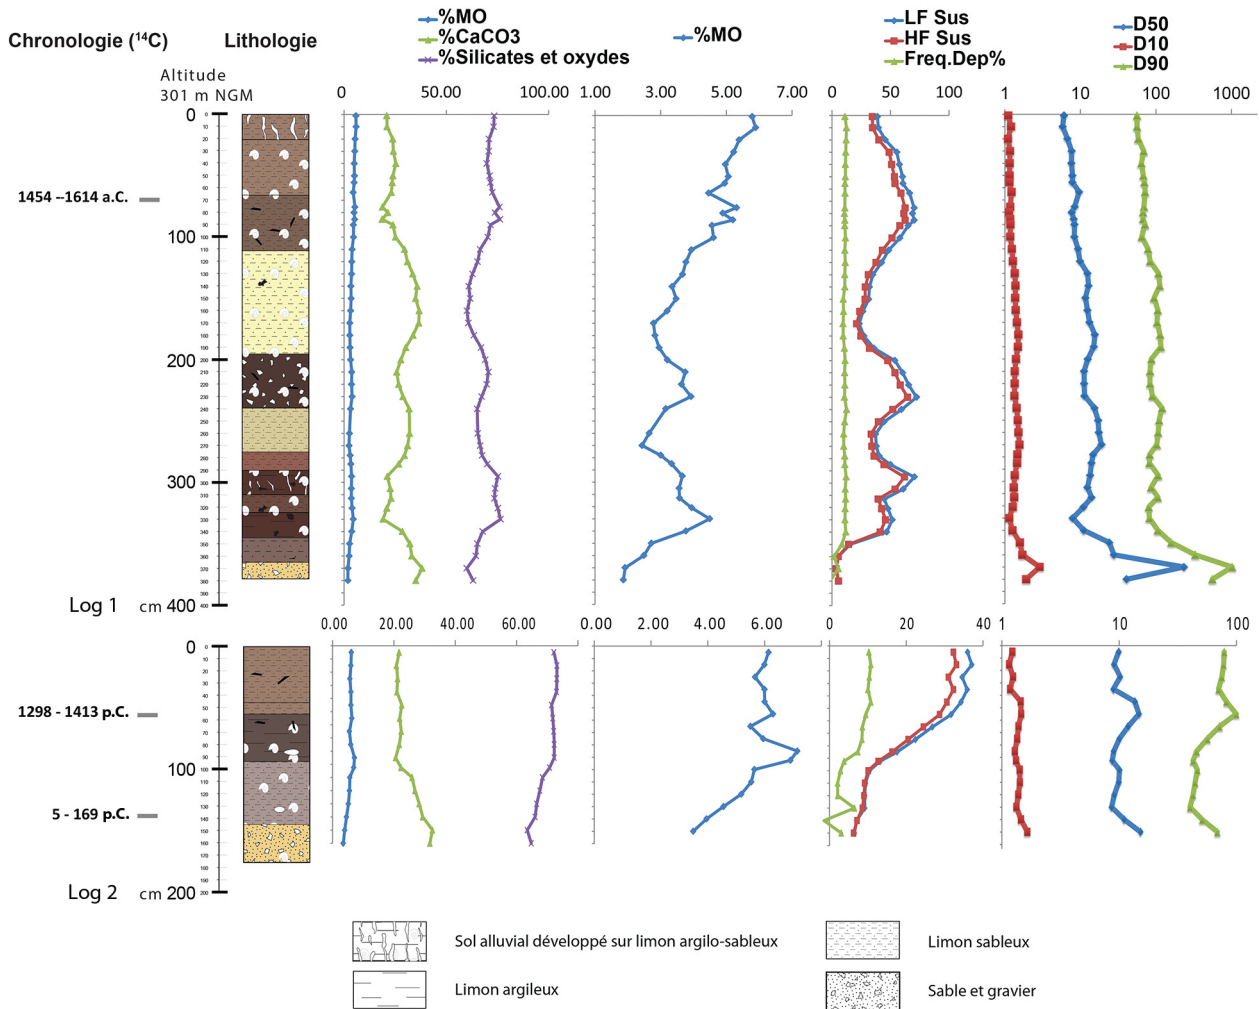 Chronologie (¹⁴C)
Lithologie
%MO
%CaCO3
%Silicates et oxydes
%MO
LF Sus
HF Sus
Freq.Dep%
D50
D10
D90
Altitude
301 m NGM
0 50.00 100.00
1.00 3.00 5.00 7.00
0 50 100
1 10 100 1000
0
1454 --1614 a.C.
100
200
300
Log 1 cm 400
0.00 20.00 40.00 60.00
0.00 2.00 4.00 6.00
0 20 40
1 10 100
0
1298 - 1413 p.C.
100
5 - 169 p.C.
Log 2 cm 200
Sol alluvial développé sur limon argilo-sableux
Limon sableux
Limon argileux
Sable et gravier